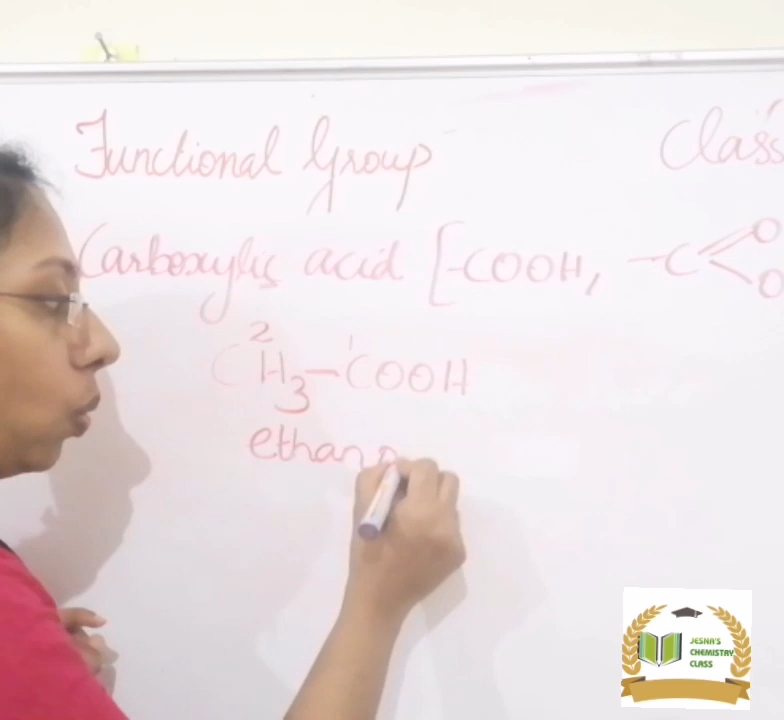 Functional Group
Class
Carboxylic acid [-COOH, -C
O
O
2 1
CH3-COOH
ethano
JESNA'S
CHEMISTRY
CLASS